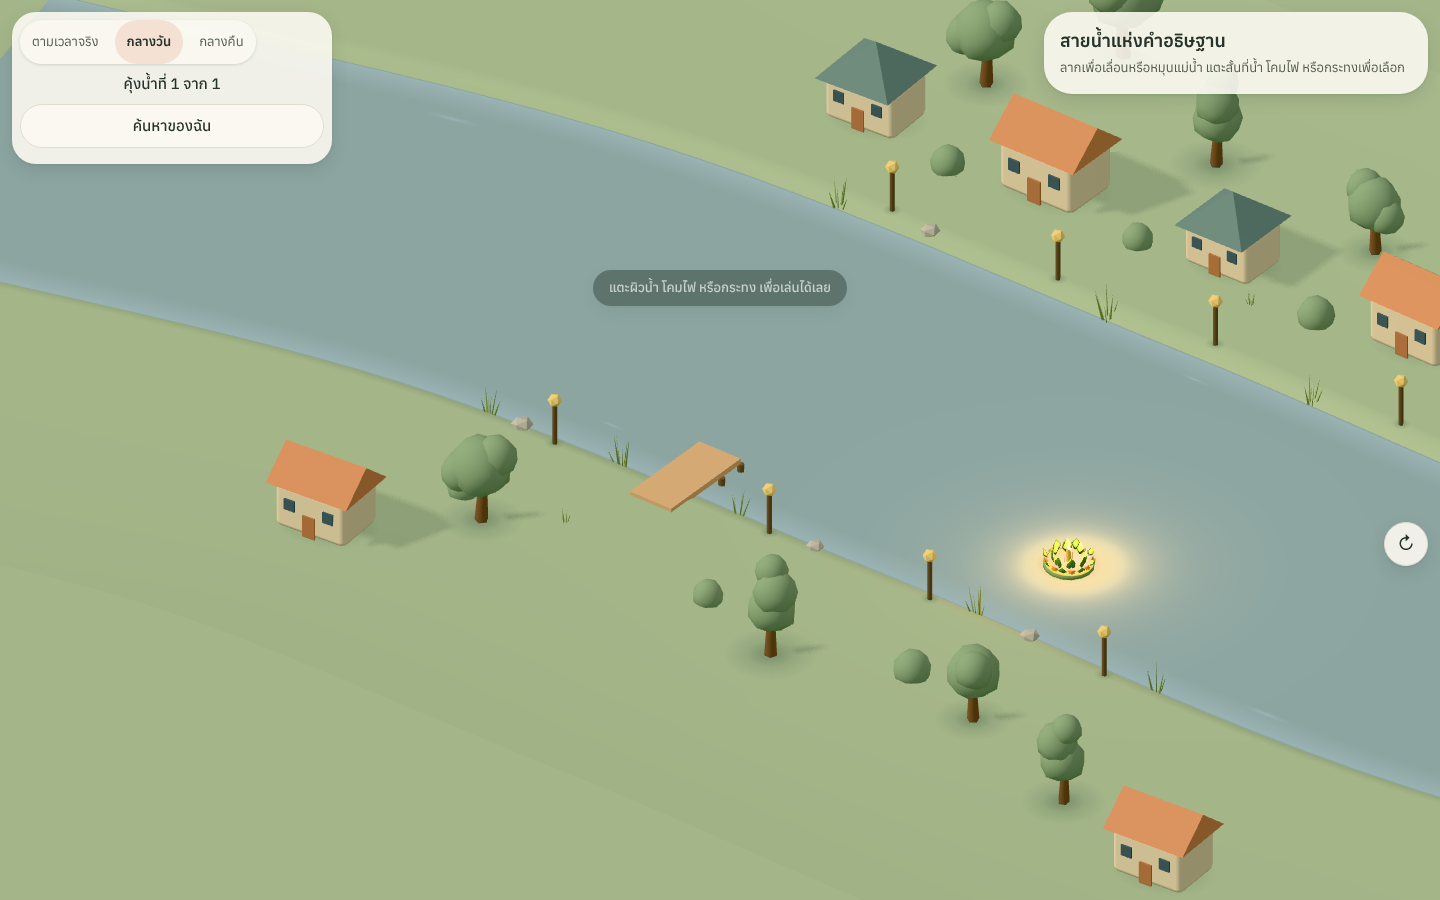 ตามเวลาจริง
กลางวัน
กลางคืน
คุ้งน้ำที่ 1 จาก 1
ค้นหาของฉัน
สายน้ำแห่งคำอธิษฐาน
ลากเพื่อเลื่อนหรือหมุนแม่น้ำ แตะสั้นที่น้ำ โคมไฟ หรือกระทงเพื่อเลือก
แตะผิวน้ำ โคมไฟ หรือกระทง เพื่อเล่นได้เลย